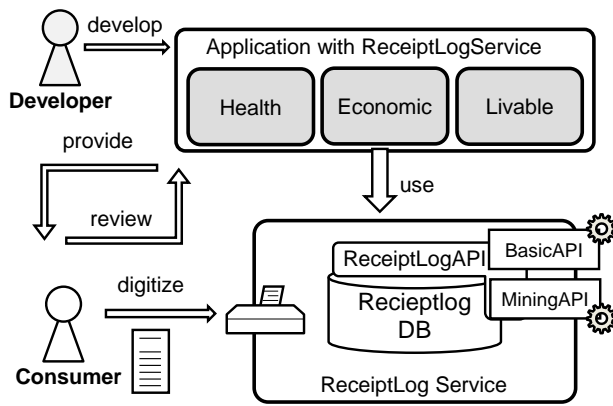 develop
Application with ReceiptLogService
Developer
Health
Economic
Livable
provide
review
use
BasicAPI
ReceiptLogAPI
MiningAPI
Recieptlog
DB
digitize
Consumer
ReceiptLog Service